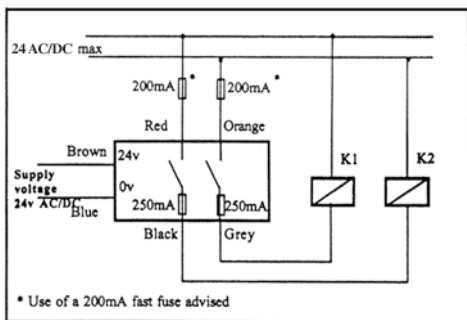 24 AC/DC max
200mA *
200mA *
Red
Orange
Brown
24v
K1
K2
Supply
voltage
0v
24v AC/DC
Blue
250mA
250mA
Black
Grey
* Use of a 200mA fast fuse advised